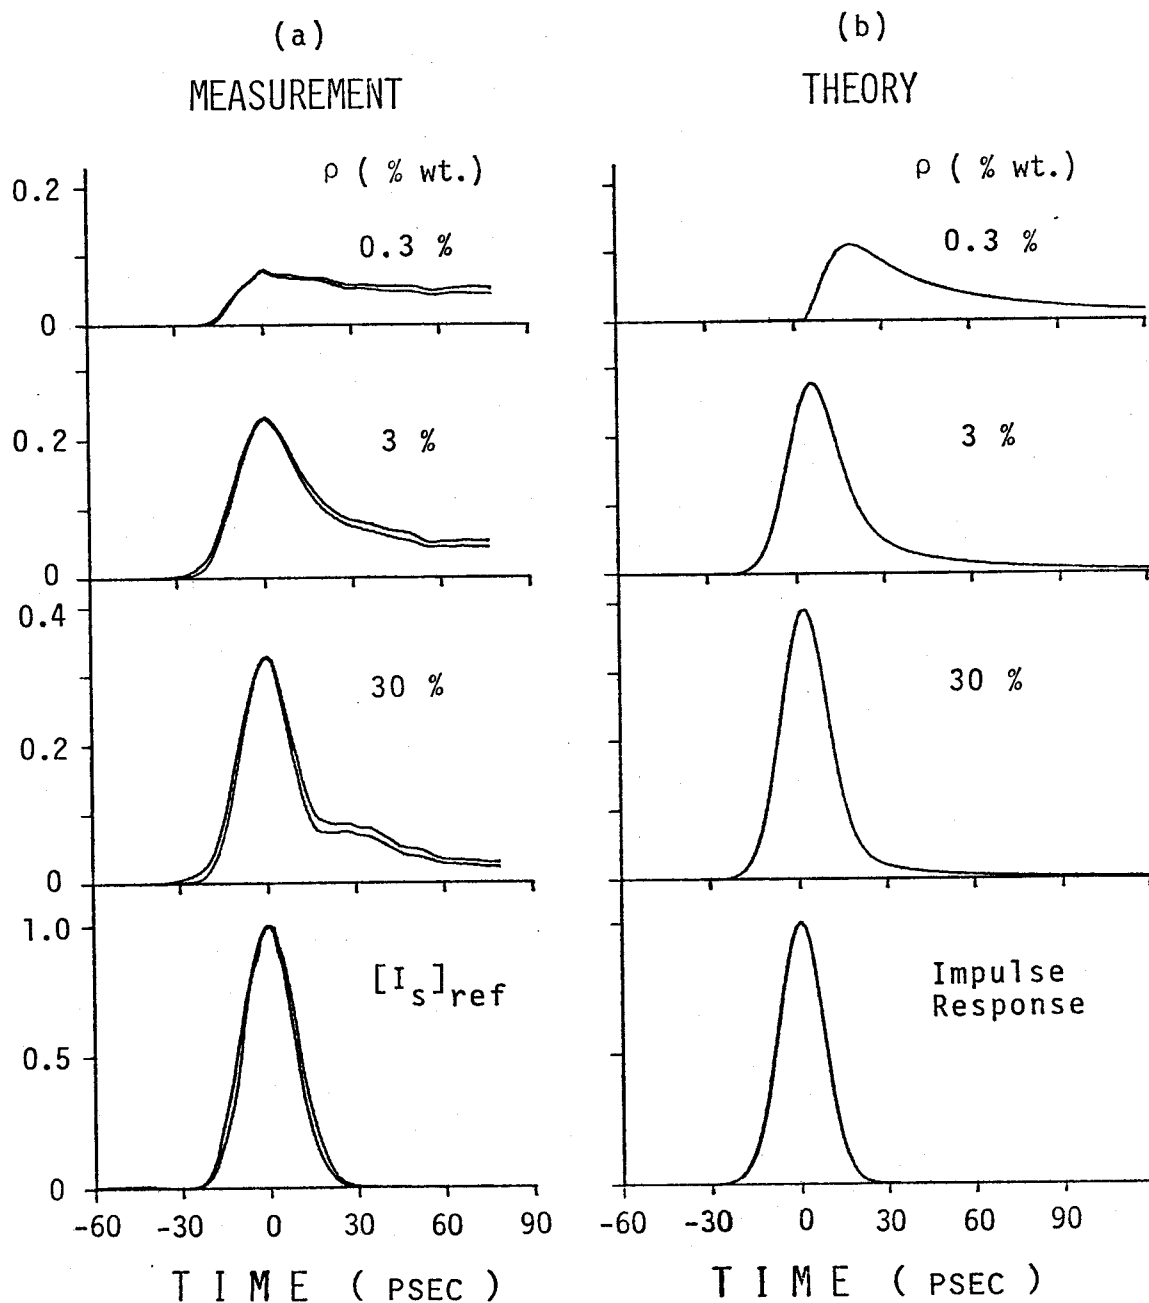 (a)
MEASUREMENT
ρ ( % wt.)
0.2
0.3 %
0
0.2
3 %
0
0.4
30 %
0.2
0
1.0
[I_s]_ref
0.5
0
-60 -30 0 30 60 90
T I M E ( PSEC )
(b)
THEORY
ρ ( % wt.)
0.3 %
3 %
30 %
Impulse
Response
-60 -30 0 30 60 90
T I M E ( PSEC )